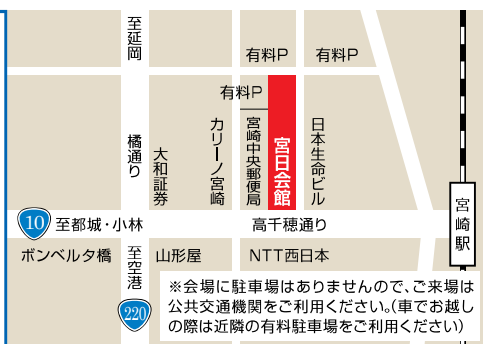 至延岡
有料P
有料P
有料P
橘通り
大和証券
カリーノ宮崎
宮崎中央郵便局
宮日会館
日本生命ビル
宮崎駅
10
至都城・小林
高千穂通り
ボンベルタ橘
至空港
山形屋
NTT西日本
220
※会場に駐車場はありませんので、ご来場は
公共交通機関をご利用ください。(車でお越し
の際は近隣の有料駐車場をご利用ください)